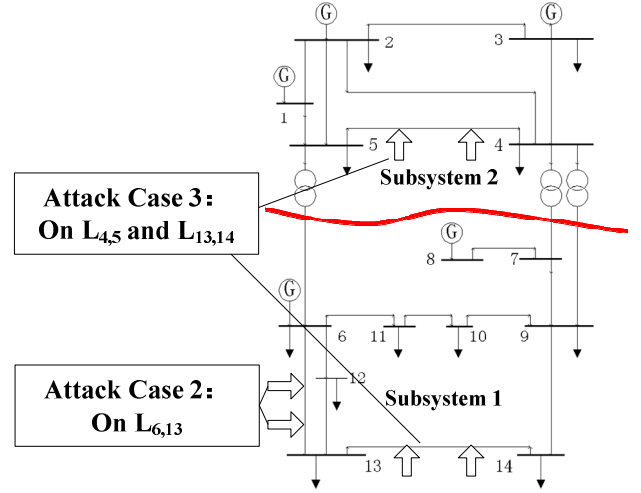 G
G
2
3
G
1
5
4
Subsystem 2
Attack Case 3:
On L4,5 and L13,14
G
8
7
G
6
11
10
9
12
Attack Case 2:
On L6,13
Subsystem 1
13
14